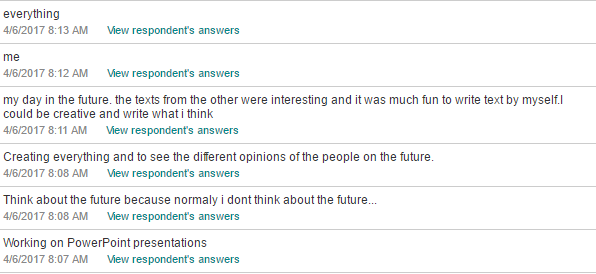 everything
4/6/2017 8:13 AM View respondent's answers
me
4/6/2017 8:12 AM View respondent's answers
my day in the future. the texts from the other were interesting and it was much fun to write text by myself.I
could be creative and write what i think
4/6/2017 8:11 AM View respondent's answers
Creating everything and to see the different opinions of the people on the future.
4/6/2017 8:08 AM View respondent's answers
Think about the future because normaly i dont think about the future...
4/6/2017 8:08 AM View respondent's answers
Working on PowerPoint presentations
4/6/2017 8:07 AM View respondent's answers